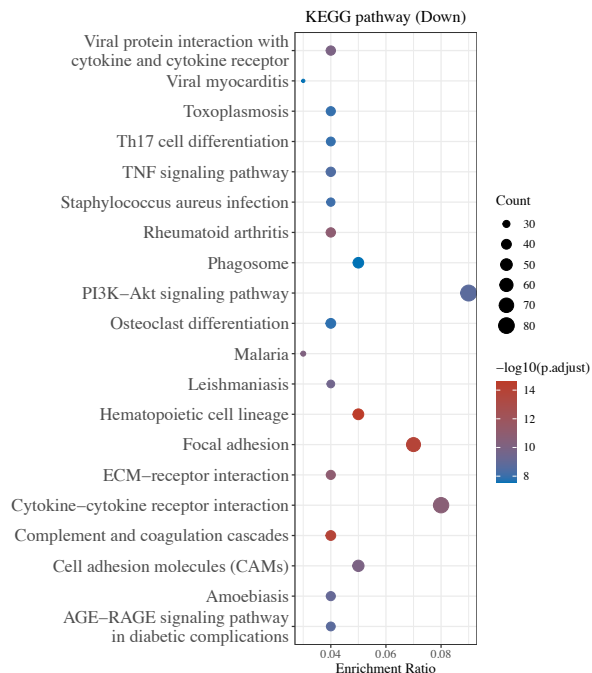 KEGG pathway (Down)
Viral protein interaction with
cytokine and cytokine receptor
Viral myocarditis
Toxoplasmosis
Th17 cell differentiation
TNF signaling pathway
Staphylococcus aureus infection
Rheumatoid arthritis
Phagosome
PI3K−Akt signaling pathway
Osteoclast differentiation
Malaria
Leishmaniasis
Hematopoietic cell lineage
Focal adhesion
ECM−receptor interaction
Cytokine−cytokine receptor interaction
Complement and coagulation cascades
Cell adhesion molecules (CAMs)
Amoebiasis
AGE−RAGE signaling pathway
in diabetic complications
0.04 0.06 0.08
Enrichment Ratio
Count
30
40
50
60
70
80
−log10(p.adjust)
14
12
10
8